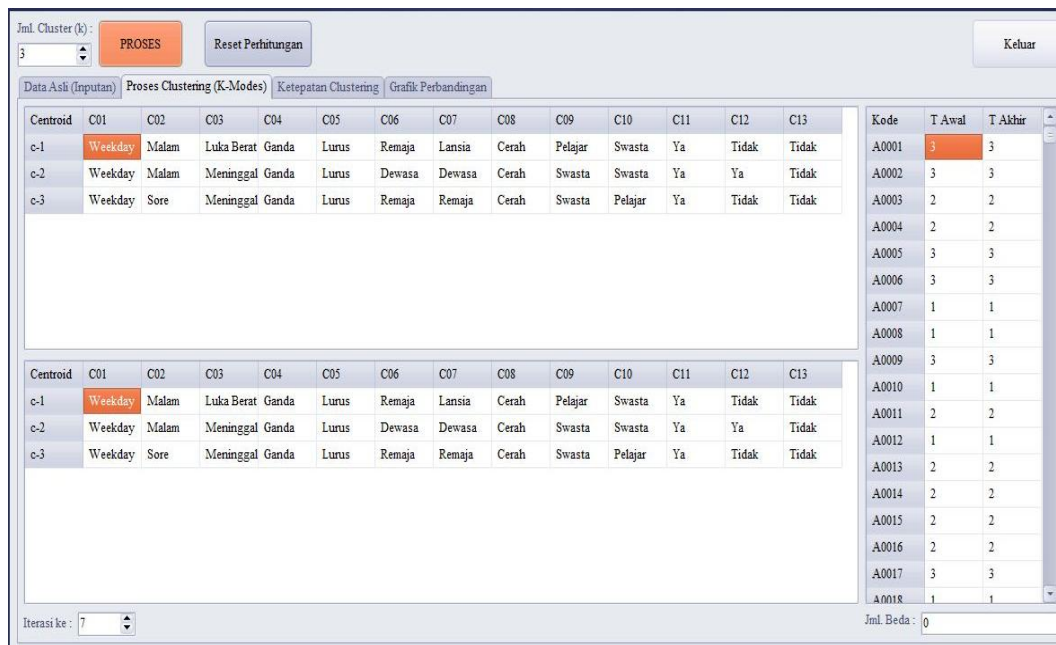 Jml. Cluster (k) :
3
PROSES
Reset Perhitungan
Keluar
Data Asli (Inputan) Proses Clustering (K-Modes) Ketepatan Clustering Grafik Perbandingan
Centroid C01 C02 C03 C04 C05 C06 C07 C08 C09 C10 C11 C12 C13
c-1 Weekday Malam Luka Berat Ganda Lurus Remaja Lansia Cerah Pelajar Swasta Ya Tidak Tidak
c-2 Weekday Malam Meninggal Ganda Lurus Dewasa Dewasa Cerah Swasta Swasta Ya Ya Tidak
c-3 Weekday Sore Meninggal Ganda Lurus Remaja Remaja Cerah Swasta Pelajar Ya Tidak Tidak
Centroid C01 C02 C03 C04 C05 C06 C07 C08 C09 C10 C11 C12 C13
c-1 Weekday Malam Luka Berat Ganda Lurus Remaja Lansia Cerah Pelajar Swasta Ya Tidak Tidak
c-2 Weekday Malam Meninggal Ganda Lurus Dewasa Dewasa Cerah Swasta Swasta Ya Ya Tidak
c-3 Weekday Sore Meninggal Ganda Lurus Remaja Remaja Cerah Swasta Pelajar Ya Tidak Tidak
Iterasi ke : 7
Kode T Awal T Akhir
A0001 3 3
A0002 3 3
A0003 2 2
A0004 2 2
A0005 3 3
A0006 3 3
A0007 1 1
A0008 1 1
A0009 3 3
A0010 1 1
A0011 2 2
A0012 1 1
A0013 2 2
A0014 2 2
A0015 2 2
A0016 2 2
A0017 3 3
A0018 1 1
Jml. Beda : 0